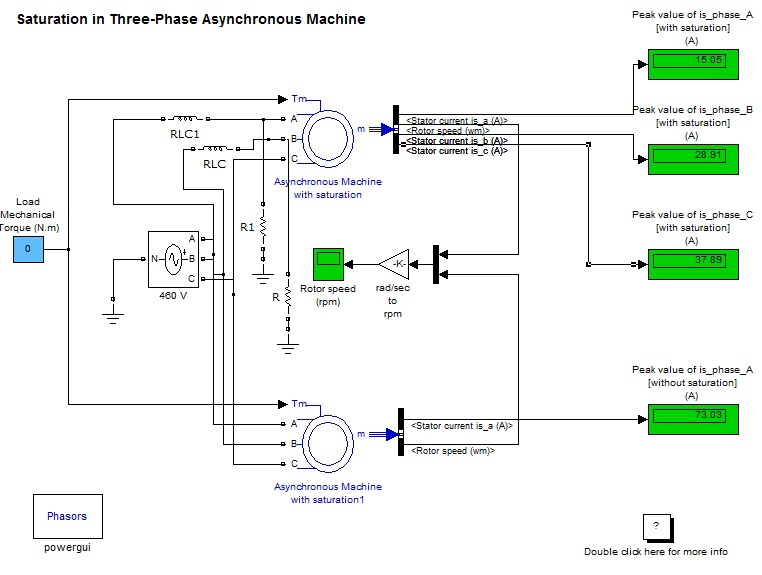 Saturation in Three-Phase Asynchronous Machine
Peak value of is_phase_A
[with saturation]
(A)
15.05
Tm
A
B
C
m
<Stator current is_a (A)>
<Rotor speed (wm)>
<Stator current is_b (A)>
<Stator current is_c (A)>
Peak value of is_phase_B
[with saturation]
(A)
28.91
RLC1
RLC
Asynchronous Machine
with saturation
Load
Mechanical
Torque (N.m)
0
R1
Peak value of is_phase_C
[with saturation]
(A)
37.89
N
A
B
C
460 V
R
Rotor speed
(rpm)
-K-
rad/sec
to
rpm
Peak value of is_phase_A
[without saturation]
(A)
73.03
Tm
A
B
C
m
<Stator current is_a (A)>
<Rotor speed (wm)>
Asynchronous Machine
with saturation1
Phasors
powergui
?
Double click here for more info